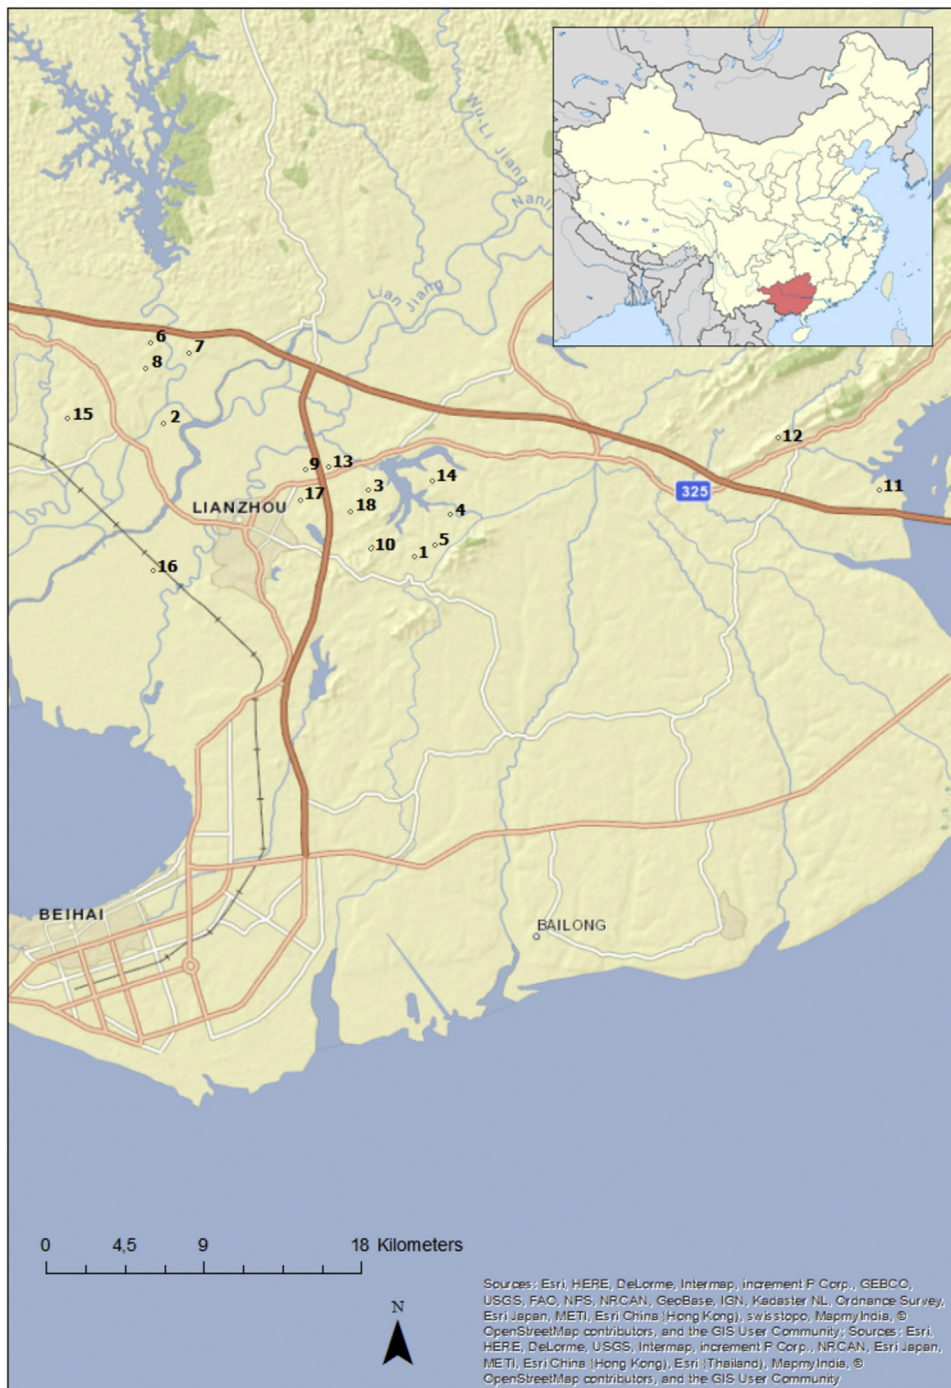 Wu-Li Jiang
Nanli
Lian Jiang
6
7
8
15
2
12
9
13
14
3
11
325
17
LIANZHOU
18
4
10
5
1
16
BEIHAI
BAILONG
0 4,5 9 18 Kilometers
N
Sources: Esri, HERE, DeLorme, Intermap, increment P Corp., GEBCO,
USGS, FAO, NPS, NRCAN, GeoBase, IGN, Kadaster NL, Ordnance Survey,
Esri Japan, METI, Esri China (Hong Kong), swisstopo, MapmyIndia, ©
OpenStreetMap contributors, and the GIS User Community; Sources: Esri,
HERE, DeLorme, USGS, Intermap, increment P Corp., NRCAN, Esri Japan,
METI, Esri China (Hong Kong), Esri (Thailand), MapmyIndia, ©
OpenStreetMap contributors, and the GIS User Community